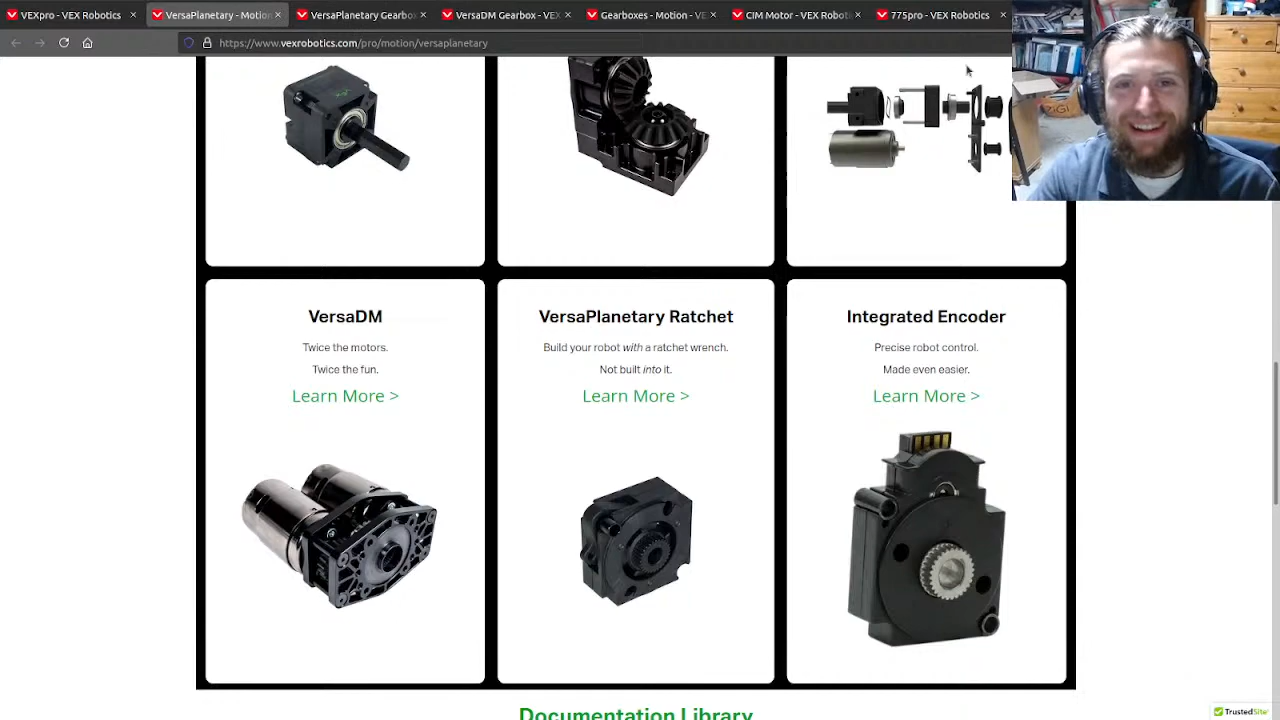 VEXpro - VEX Robotics
VersaPlanetary - Motion
VersaPlanetary Gearbo
VersaDM Gearbox -
Gearboxes - Motion - VE
CIM Motor - VEX Robo
775pro - VEX Robotics
https://www.vexrobotics.com/pro/motion/versaplanetary
VersaDM
Twice the motors.
Twice the fun.
Learn More >
VersaPlanetary Ratchet
Build your robot with a ratchet wrench.
Not built into it.
Learn More >
Integrated Encoder
Precise robot control.
Made even easier.
Learn More >
Documentation Library
TrustedSite